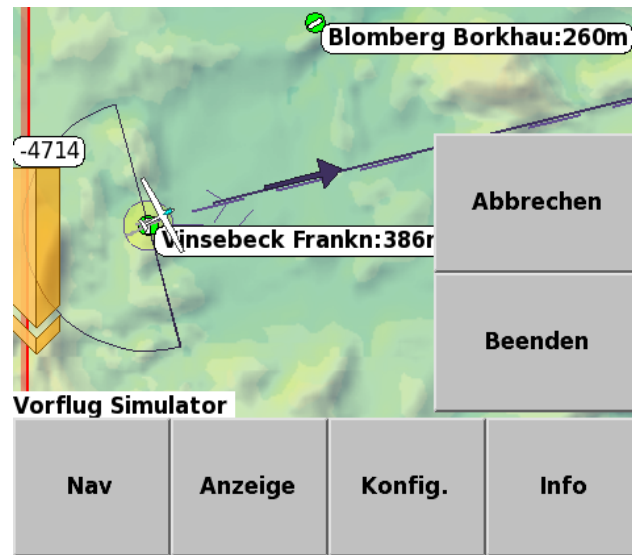 Blomberg Borkhau:260m
-4714
Vinsebeck Frankn:386
Abbrechen
Beenden
Vorflug Simulator
Nav
Anzeige
Konfig.
Info